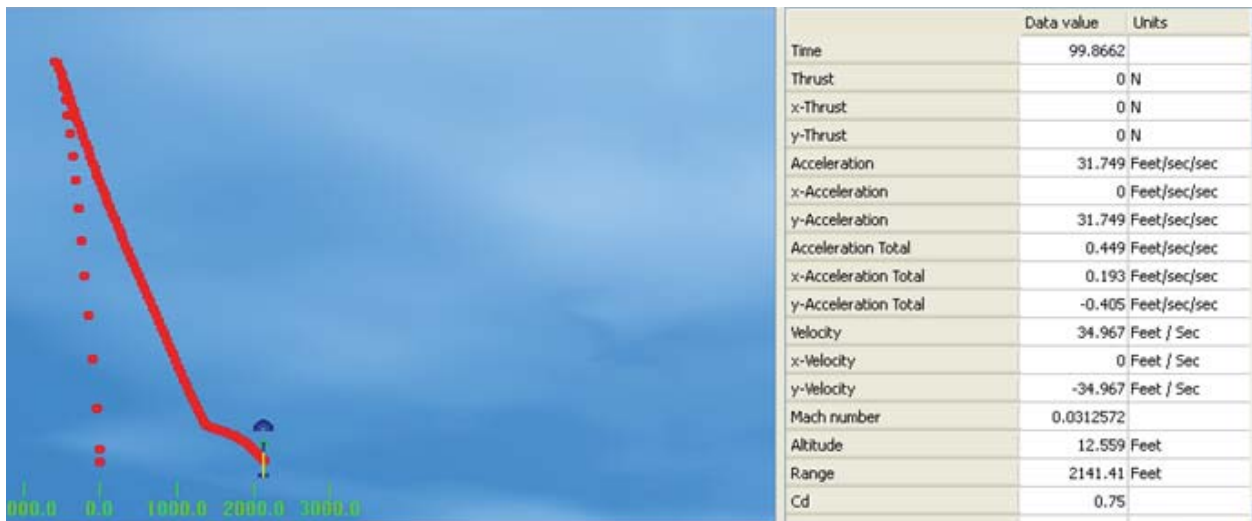 Data value Units
Time 99.8662
Thrust 0 N
x-Thrust 0 N
y-Thrust 0 N
Acceleration 31.749 Feet/sec/sec
x-Acceleration 0 Feet/sec/sec
y-Acceleration 31.749 Feet/sec/sec
Acceleration Total 0.449 Feet/sec/sec
x-Acceleration Total 0.193 Feet/sec/sec
y-Acceleration Total -0.405 Feet/sec/sec
Velocity 34.967 Feet / Sec
x-Velocity 0 Feet / Sec
y-Velocity -34.967 Feet / Sec
Mach number 0.0312572
Altitude 12.559 Feet
Range 2141.41 Feet
Cd 0.75
000.0 0.0 1000.0 2000.0 3000.0